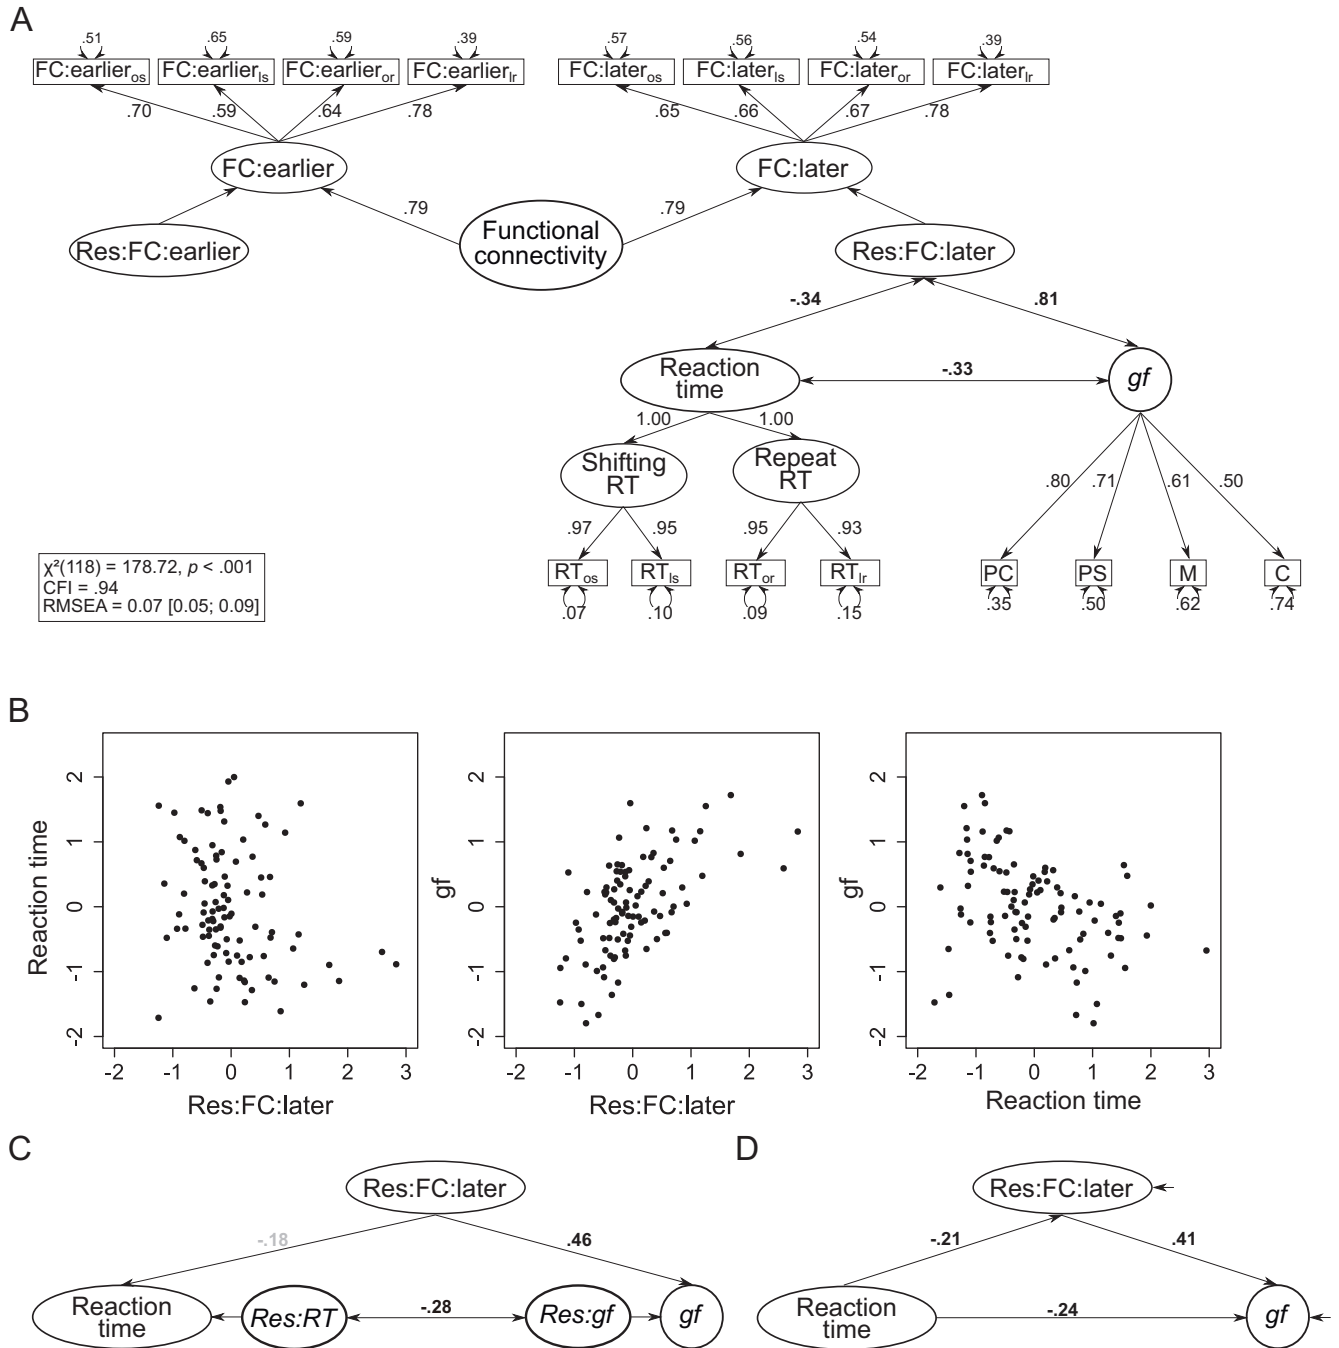 A
.51 .65 .59 .39 .57 .56 .54 .39
FC:earlier_os FC:earlier_ls FC:earlier_or FC:earlier_lr FC:later_os FC:later_ls FC:later_or FC:later_lr
.70 .59 .64 .78 .65 .66 .67 .78
FC:earlier FC:later
.79 .79
Res:FC:earlier Functional connectivity Res:FC:later
-.34 .81
Reaction time -.33 gf
1.00 1.00
Shifting RT Repeat RT
.80 .71 .61 .50
.97 .95 .95 .93
RT_os RT_ls RT_or RT_lr PC PS M C
.07 .10 .09 .15 .35 .50 .62 .74
χ²(118) = 178.72, p < .001
CFI = .94
RMSEA = 0.07 [0.05; 0.09]
B
Reaction time
2
1
0
-1
-2
-2 -1 0 1 2 3
Res:FC:later
gf
2
1
0
-1
-2
-2 -1 0 1 2 3
Res:FC:later
gf
2
1
0
-1
-2
-2 -1 0 1 2 3
Reaction time
C
Res:FC:later
-.18 .46
Reaction time Res:RT -.28 Res:gf gf
D
Res:FC:later
-.21 .41
Reaction time -.24 gf